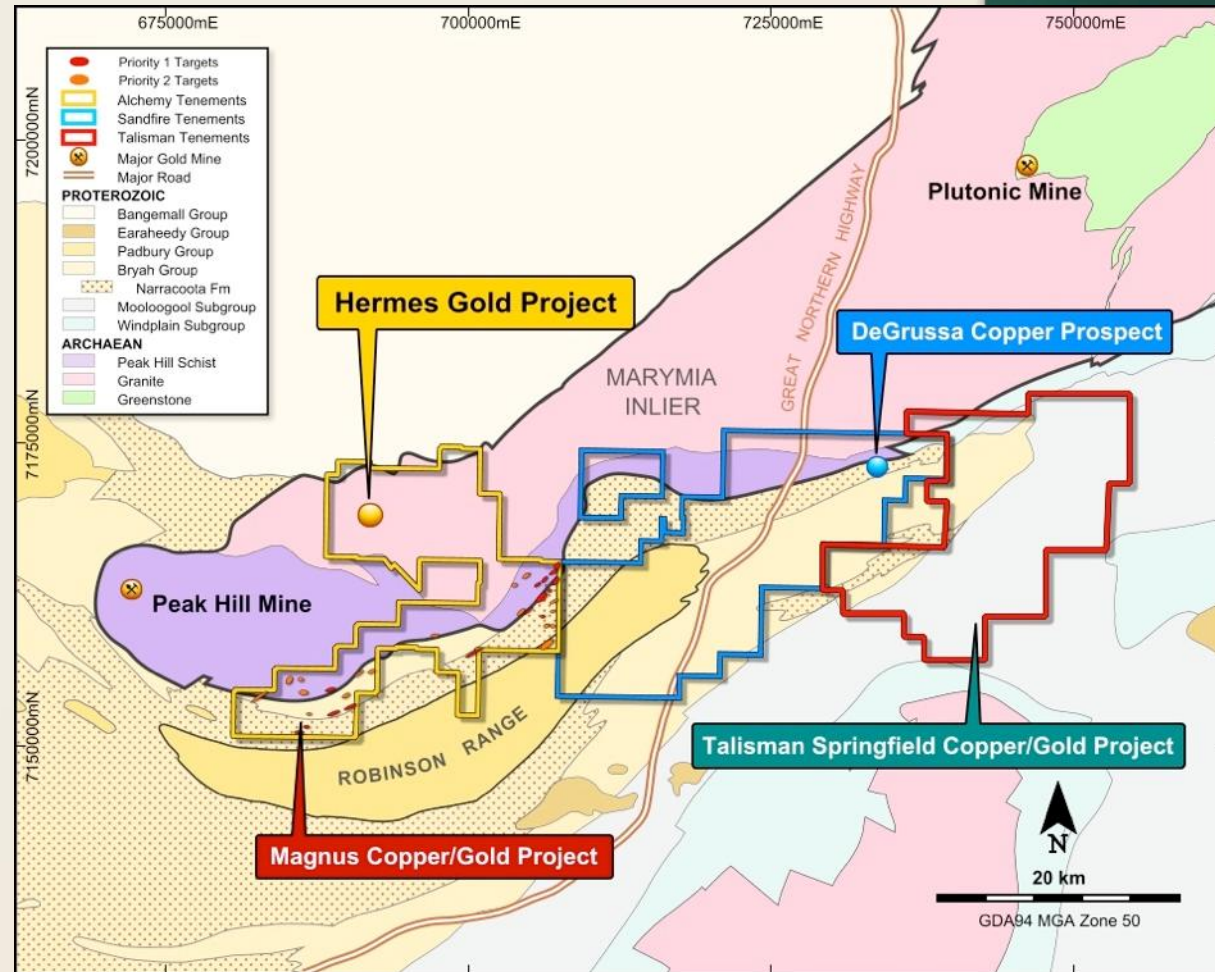 675000mE
700000mE
725000mE
750000mE
7200000mN
7175000mN
7150000mN
Priority 1 Targets
Priority 2 Targets
Alchemy Tenements
Sandfire Tenements
Talisman Tenements
Major Gold Mine
Major Road
PROTEROZOIC
Bangemall Group
Earaheedy Group
Padbury Group
Bryah Group
Narracoota Fm
Mooloogool Subgroup
Windplain Subgroup
ARCHAEAN
Peak Hill Schist
Granite
Greenstone
Plutonic Mine
GREAT NORTHERN HIGHWAY
Hermes Gold Project
DeGrussa Copper Prospect
MARYMIA
INLIER
Peak Hill Mine
ROBINSON RANGE
Talisman Springfield Copper/Gold Project
Magnus Copper/Gold Project
N
20 km
GDA94 MGA Zone 50